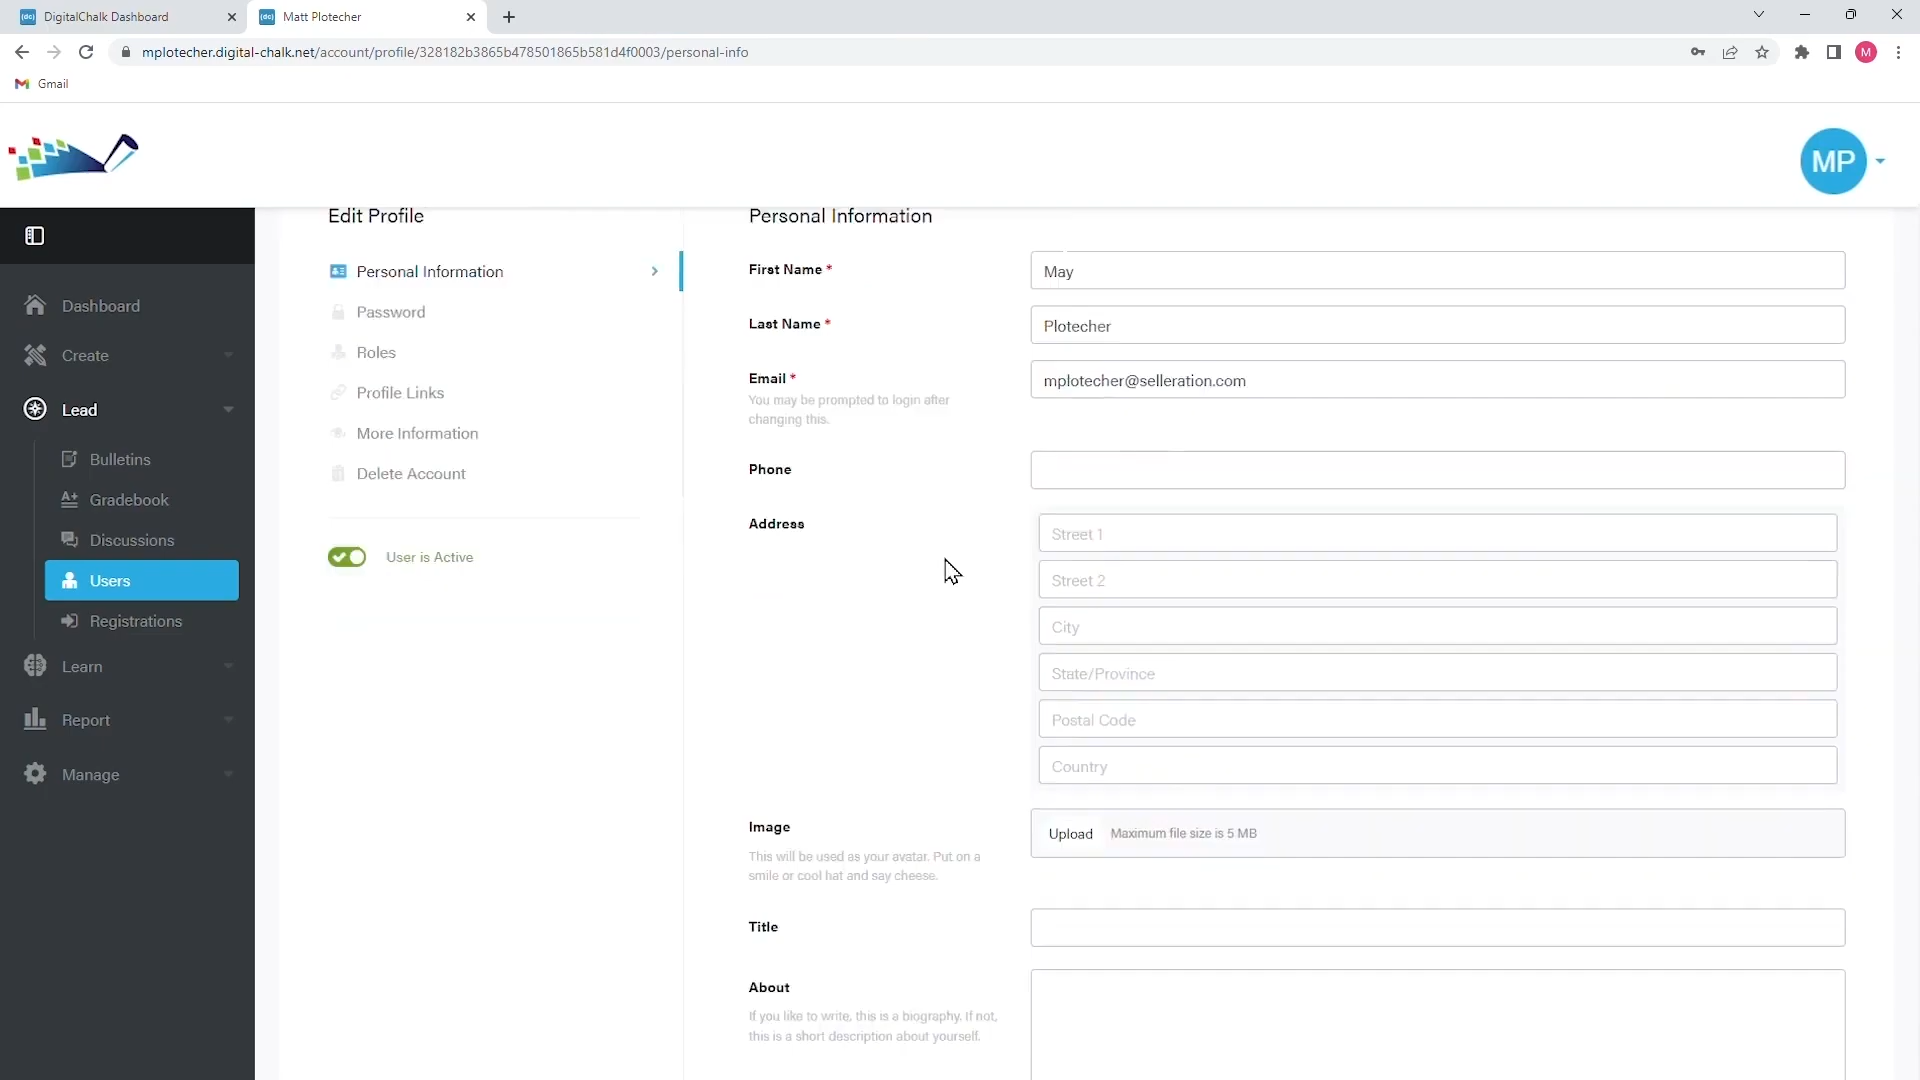 DigitalChalk Dashboard
Matt Plotecher
mplotecher.digital-chalk.net/account/profile/328182b3865b478501865b581d4f0003/personal-info
M
Gmail
MP
Edit Profile
Personal Information
Password
Roles
Profile Links
More Information
Delete Account
User is Active
Dashboard
Create
Lead
Bulletins
Gradebook
Discussions
Users
Registrations
Learn
Report
Manage
Personal Information
First Name *
May
Last Name *
Plotecher
Email *
You may be prompted to login after
changing this.
mplotecher@selleration.com
Phone
Address
Street 1
Street 2
City
State/Province
Postal Code
Country
Image
This will be used as your avatar. Put on a
smile or cool hat and say cheese.
Upload Maximum file size is 5 MB
Title
About
If you like to write, this is a biography. If not,
this is a short description about yourself.